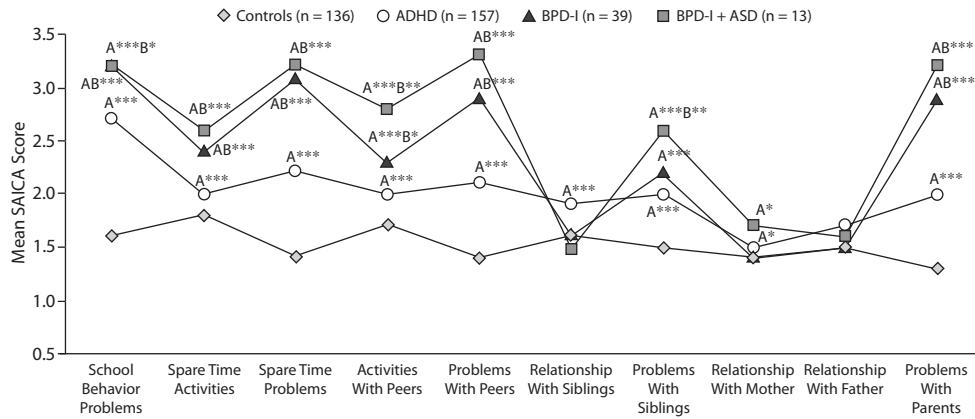 Controls (n = 136) ADHD (n = 157) BPD-I (n = 39) BPD-I + ASD (n = 13)
Mean SAICA Score
3.5
3.0
2.5
2.0
1.5
1.0
0.5
A***B*
AB***
A***
AB***
AB***
A***
AB***
AB***
A***
A***B**
A***B*
A***
AB***
AB***
A***
A***
A***B**
A***
A***
A*
A*
AB***
AB***
A***
School
Behavior
Problems
Spare Time
Activities
Spare Time
Problems
Activities
With Peers
Problems
With Peers
Relationship
With Siblings
Problems
With
Siblings
Relationship
With Mother
Relationship
With Father
Problems
With
Parents